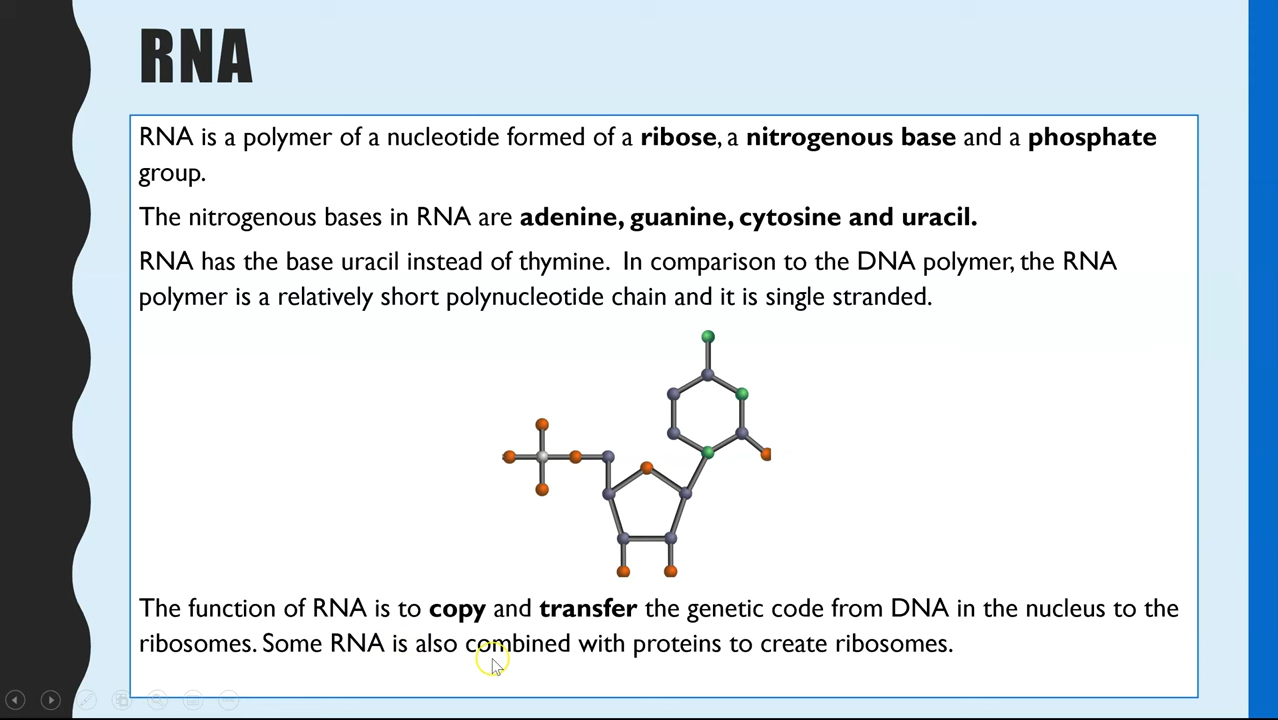 RNA
RNA is a polymer of a nucleotide formed of a ribose, a nitrogenous base and a phosphate
group.
The nitrogenous bases in RNA are adenine, guanine, cytosine and uracil.
RNA has the base uracil instead of thymine.  In comparison to the DNA polymer, the RNA
polymer is a relatively short polynucleotide chain and it is single stranded.
The function of RNA is to copy and transfer the genetic code from DNA in the nucleus to the
ribosomes. Some RNA is also combined with proteins to create ribosomes.